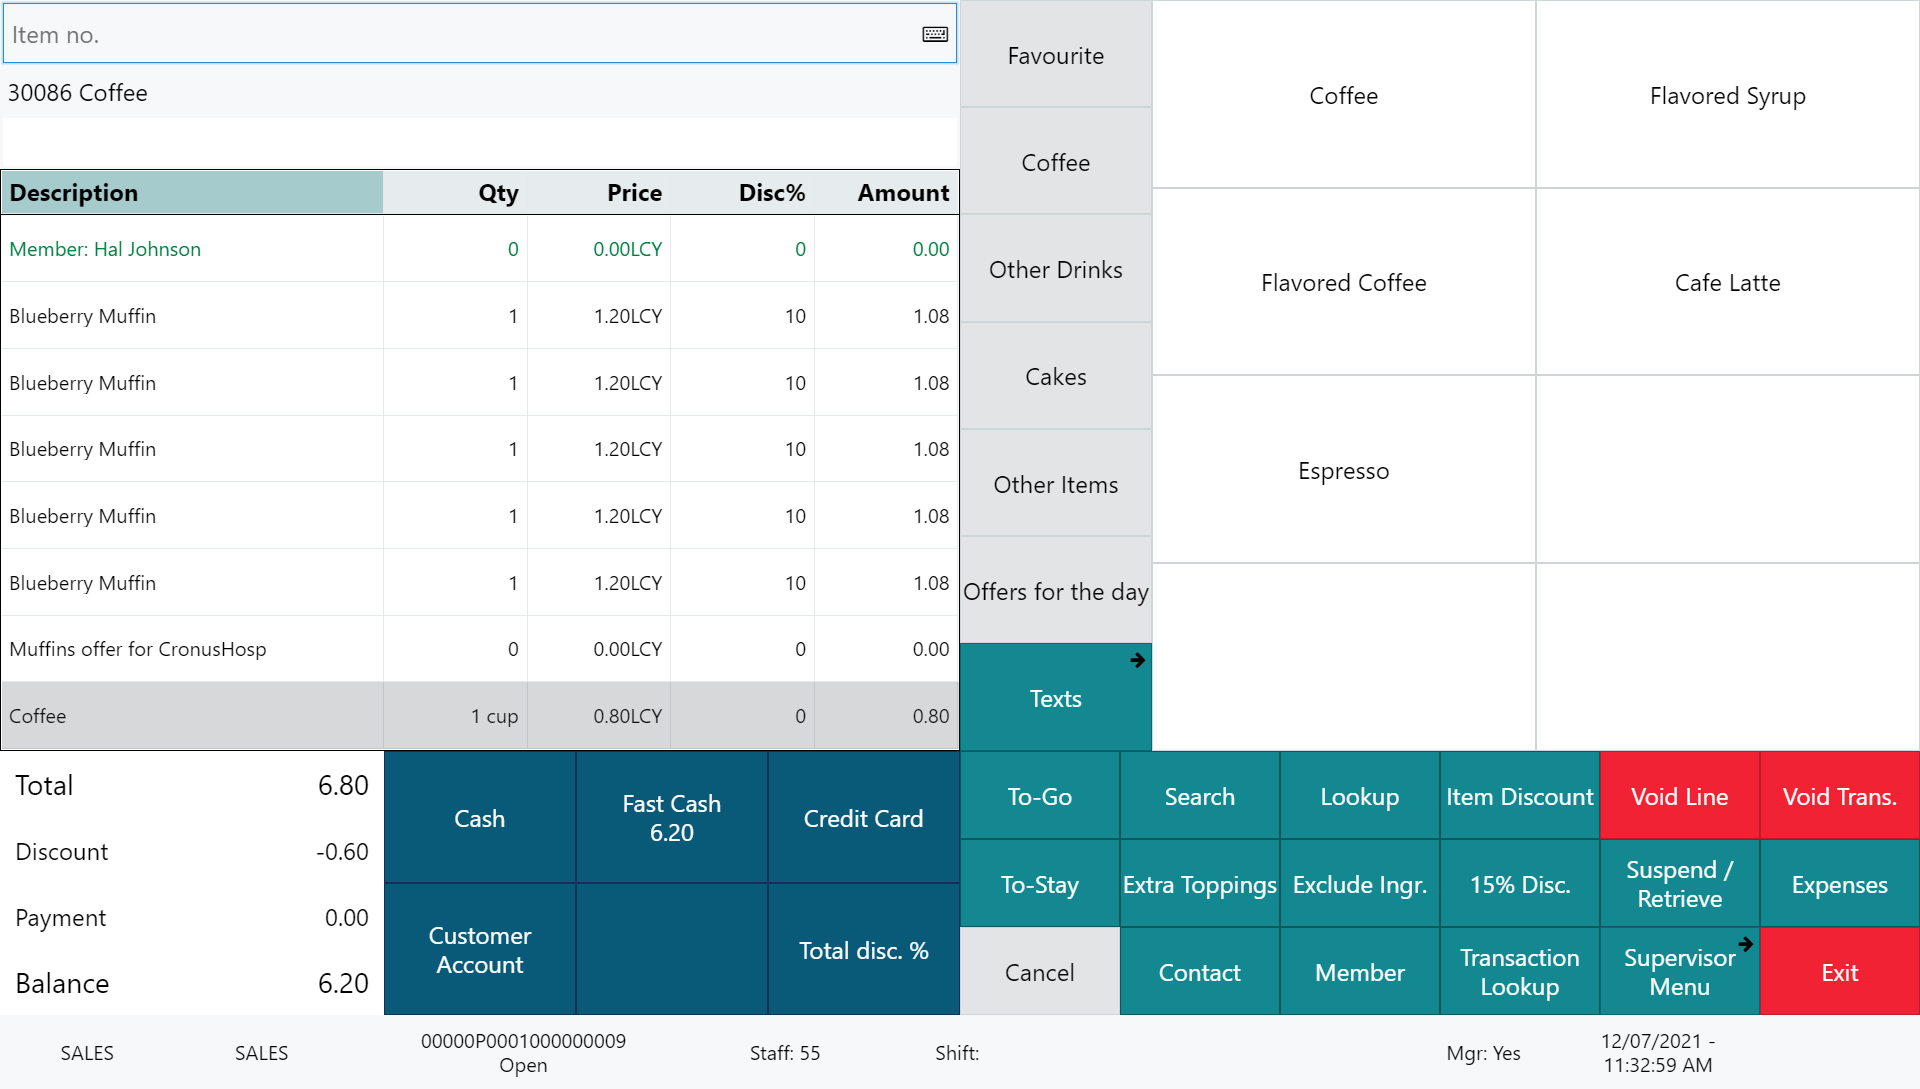 Item no.
30086 Coffee
Description Qty Price Disc% Amount
Member: Hal Johnson 0 0.00LCY 0 0.00
Blueberry Muffin 1 1.20LCY 10 1.08
Blueberry Muffin 1 1.20LCY 10 1.08
Blueberry Muffin 1 1.20LCY 10 1.08
Blueberry Muffin 1 1.20LCY 10 1.08
Blueberry Muffin 1 1.20LCY 10 1.08
Muffins offer for CronusHosp 0 0.00LCY 0 0.00
Coffee 1 cup 0.80LCY 0 0.80
Total 6.80
Discount -0.60
Payment 0.00
Balance 6.20
Cash
Fast Cash
6.20
Credit Card
Customer
Account
Total disc. %
Favourite
Coffee
Other Drinks
Cakes
Other Items
Offers for the day
Texts
Coffee
Flavored Syrup
Flavored Coffee
Cafe Latte
Espresso
To-Go
Search
Lookup
Item Discount
Void Line
Void Trans.
To-Stay
Extra Toppings
Exclude Ingr.
15% Disc.
Suspend /
Retrieve
Expenses
Cancel
Contact
Member
Transaction
Lookup
Supervisor
Menu
Exit
SALES
SALES
00000P0001000000009
Open
Staff: 55
Shift:
Mgr: Yes
12/07/2021 -
11:32:59 AM